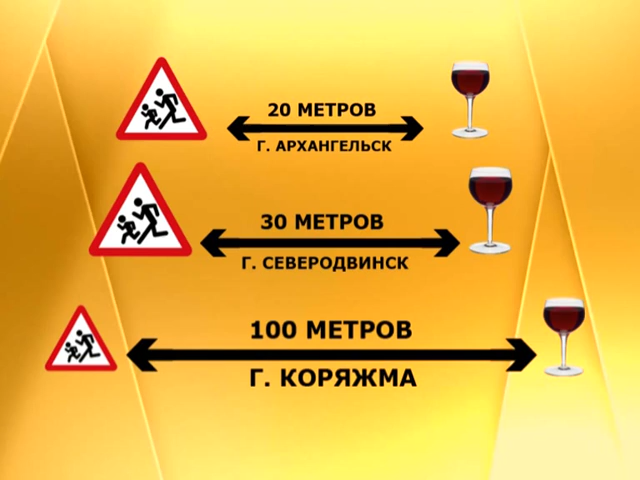 20 МЕТРОВ
Г. АРХАНГЕЛЬСК
30 МЕТРОВ
Г. СЕВЕРОДВИНСК
100 МЕТРОВ
Г. КОРЯЖМА